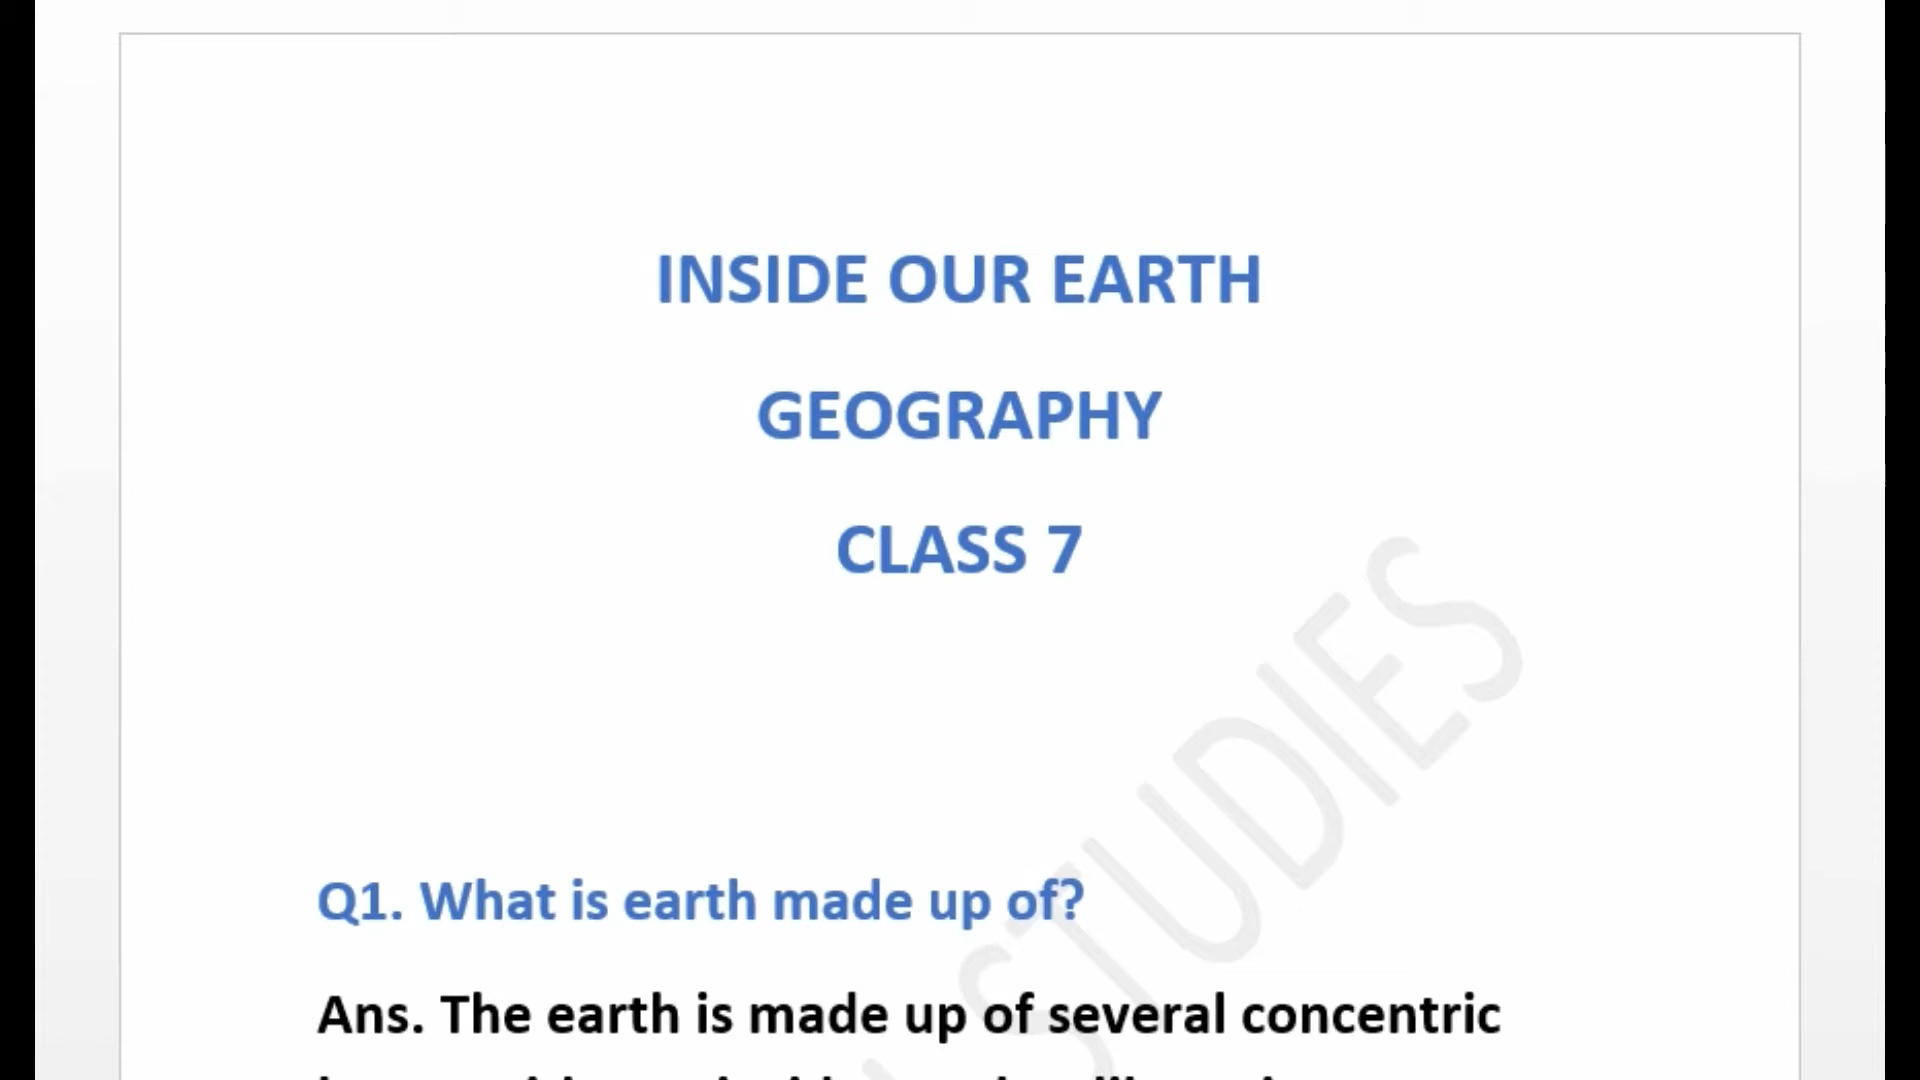 INSIDE OUR EARTH
GEOGRAPHY
CLASS 7
Q1. What is earth made up of?
Ans. The earth is made up of several concentric
STUDIES